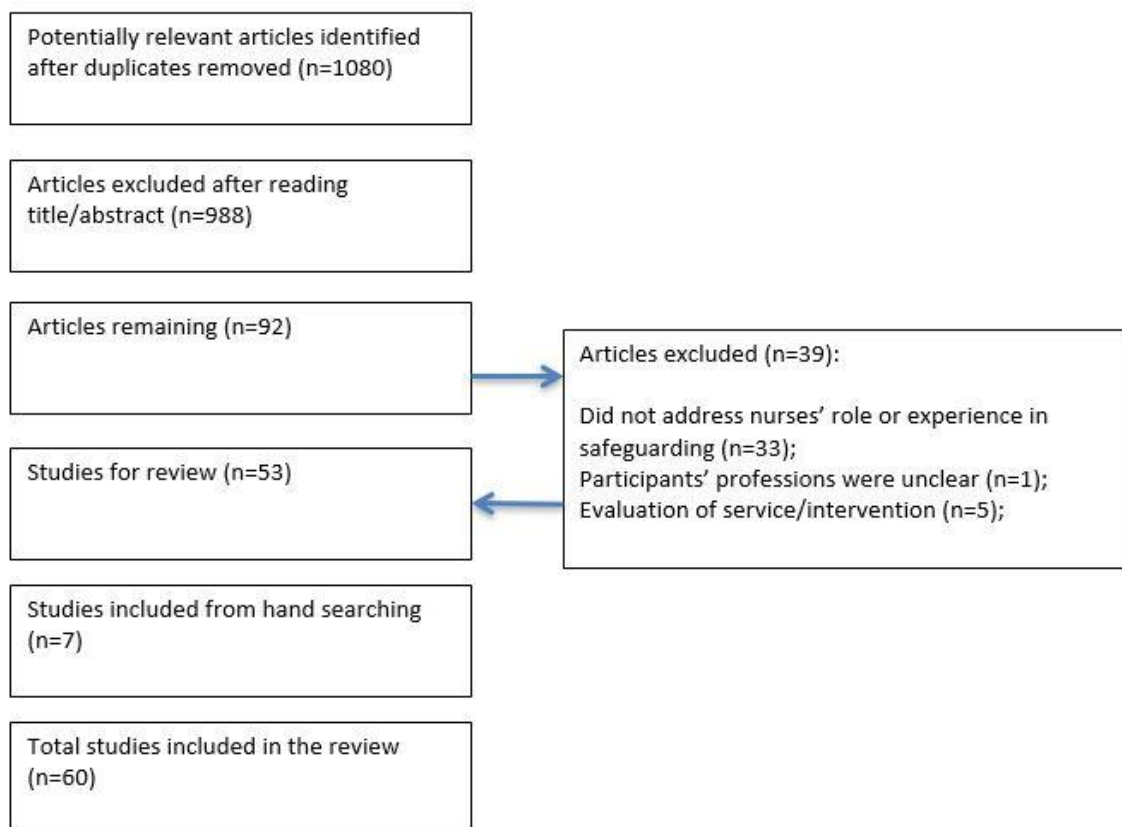 Potentially relevant articles identified
after duplicates removed (n=1080)
Articles excluded after reading
title/abstract (n=988)
Articles remaining (n=92)
Articles excluded (n=39):
Did not address nurses’ role or experience in
safeguarding (n=33);
Participants’ professions were unclear (n=1);
Evaluation of service/intervention (n=5);
Studies for review (n=53)
Studies included from hand searching
(n=7)
Total studies included in the review
(n=60)